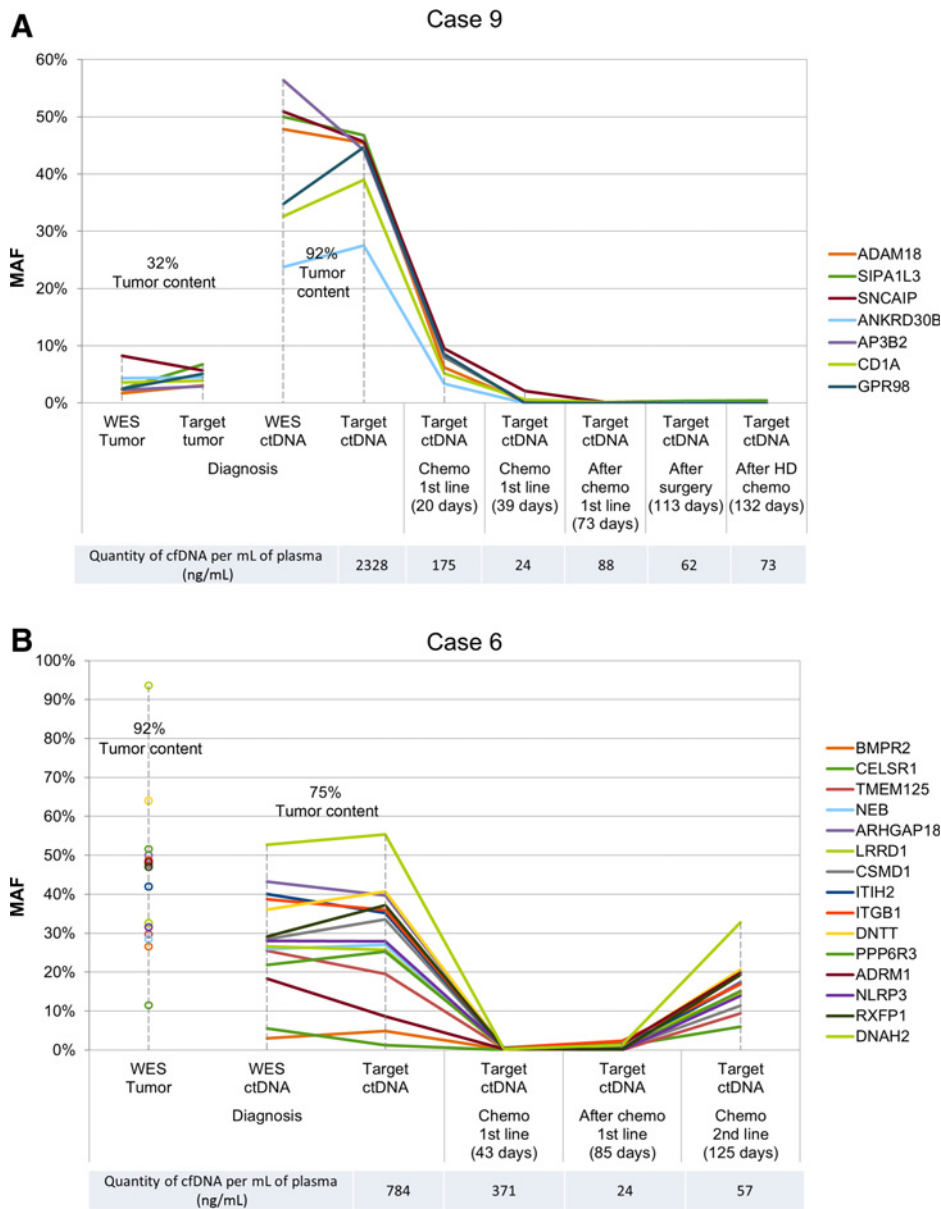 A
Case 9
60%
50%
40%
30%
20%
10%
0%
MAF
32%
Tumor content
92%
Tumor
content
ADAM18
SIPA1L3
SNCAIP
ANKRD30B
AP3B2
CD1A
GPR98
WES
Tumor
Target
tumor
WES
ctDNA
Target
ctDNA
Target
ctDNA
Target
ctDNA
Target
ctDNA
Target
ctDNA
Target
ctDNA
Diagnosis
Chemo
1st line
(20 days)
Chemo
1st line
(39 days)
After
chemo
1st line
(73 days)
After
surgery
(113 days)
After HD
chemo
(132 days)
Quantity of cfDNA per mL of plasma
(ng/mL)
2328
175
24
88
62
73
B
Case 6
100%
90%
80%
70%
60%
50%
40%
30%
20%
10%
0%
MAF
92%
Tumor content
75%
Tumor content
BMPR2
CELSR1
TMEM125
NEB
ARHGAP18
LRRD1
CSMD1
ITIH2
ITGB1
DNTT
PPP6R3
ADRM1
NLRP3
RXFP1
DNAH2
WES
Tumor
WES
ctDNA
Target
ctDNA
Target
ctDNA
Target
ctDNA
Target
ctDNA
Diagnosis
Chemo
1st line
(43 days)
After chemo
1st line
(85 days)
Chemo
2nd line
(125 days)
Quantity of cfDNA per mL of plasma
(ng/mL)
784
371
24
57